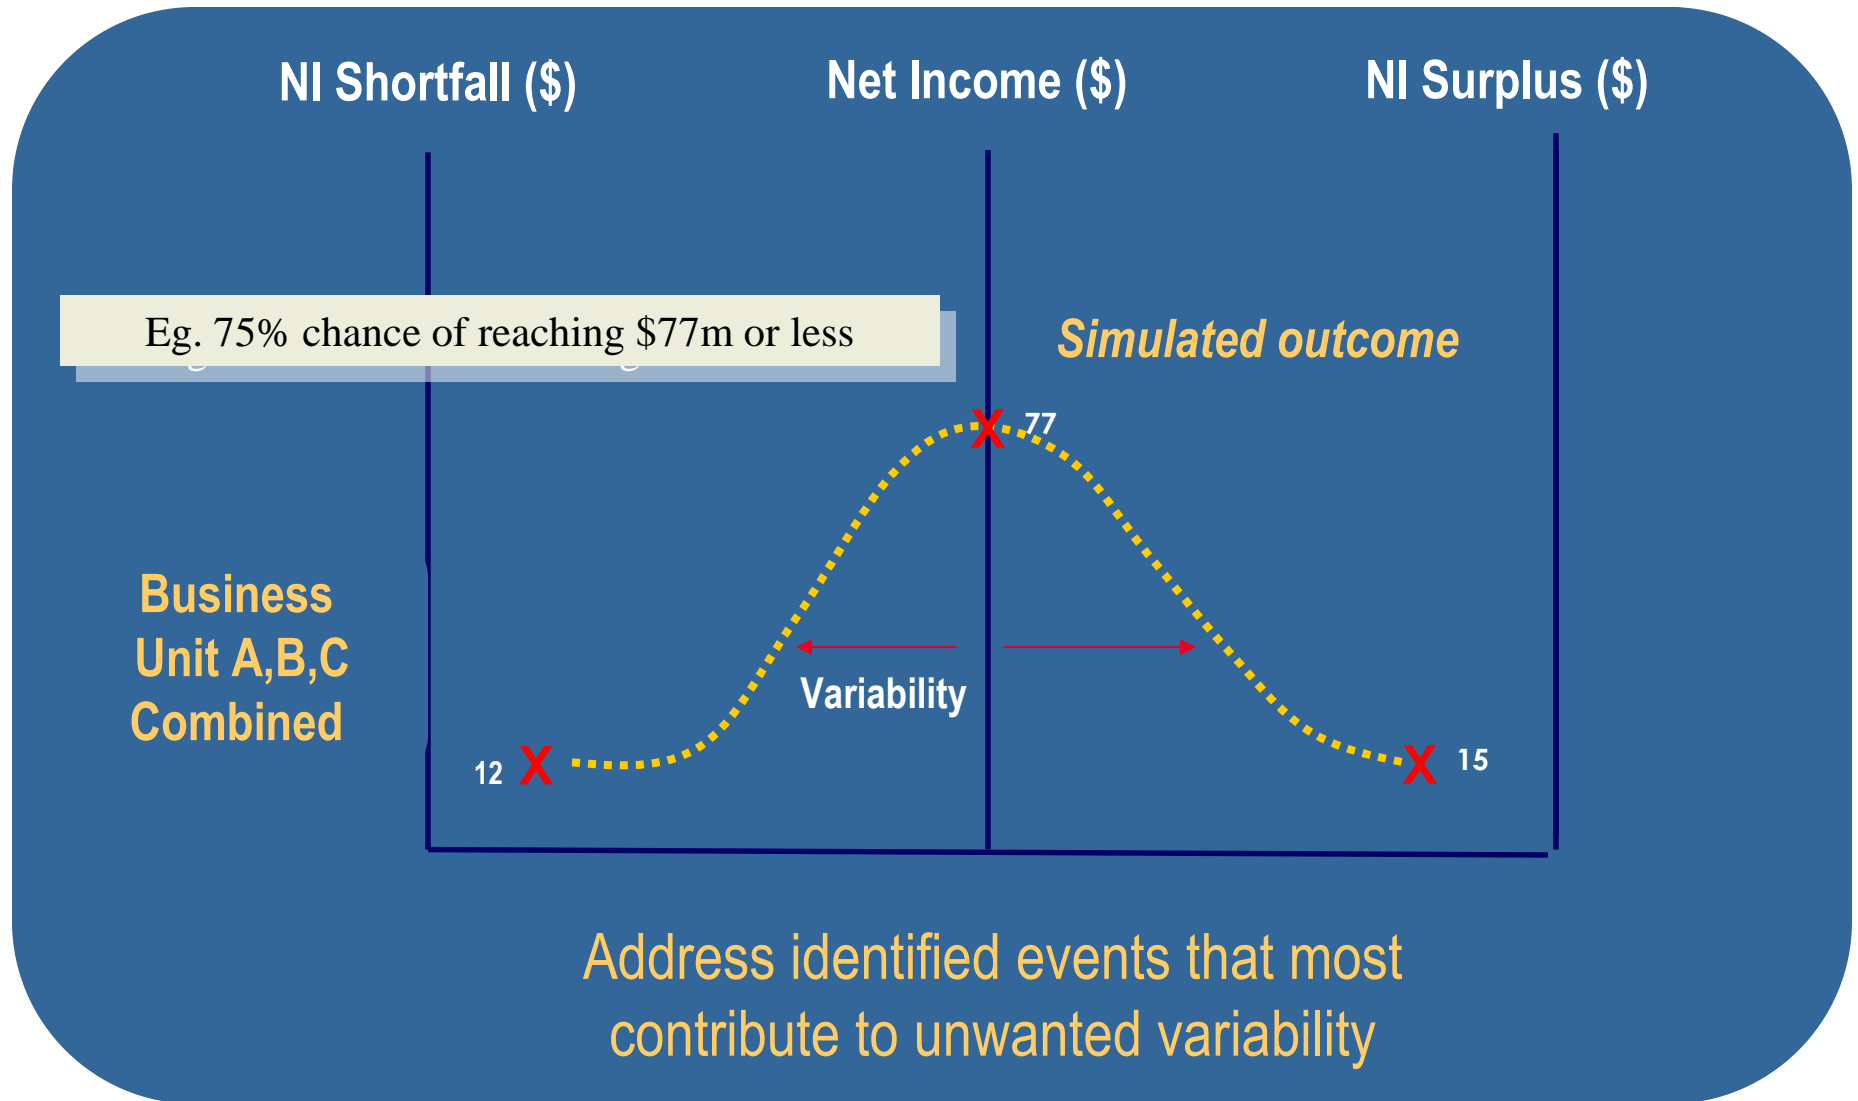 NI Shortfall ($)
Net Income ($)
NI Surplus ($)
Eg. 75% chance of reaching $77m or less
Simulated outcome
X 77
Business
Unit A,B,C
Combined
Variability
12 X
X 15
Address identified events that most
contribute to unwanted variability